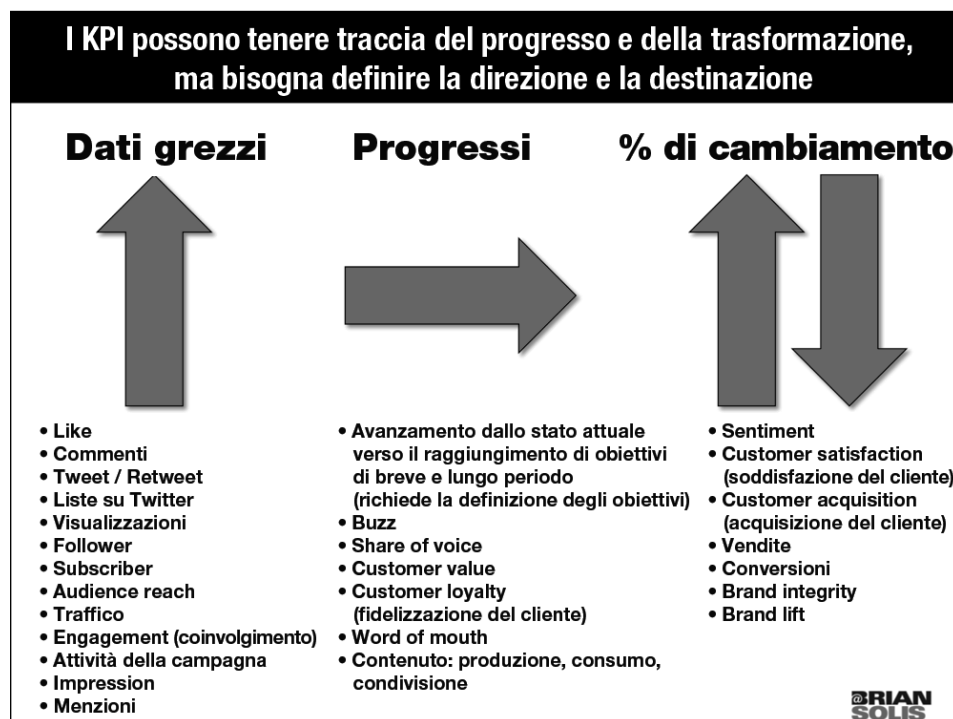 I KPI possono tenere traccia del progresso e della trasformazione,
ma bisogna definire la direzione e la destinazione
Dati grezzi
• Like
• Commenti
• Tweet / Retweet
• Liste su Twitter
• Visualizzazioni
• Follower
• Subscriber
• Audience reach
• Traffico
• Engagement (coinvolgimento)
• Attività della campagna
• Impression
• Menzioni
Progressi
• Avanzamento dallo stato attuale
verso il raggiungimento di obiettivi
di breve e lungo periodo
(richiede la definizione degli obiettivi)
• Buzz
• Share of voice
• Customer value
• Customer loyalty
(fidelizzazione del cliente)
• Word of mouth
• Contenuto: produzione, consumo,
condivisione
% di cambiamento
• Sentiment
• Customer satisfaction
(soddisfazione del cliente)
• Customer acquisition
(acquisizione del cliente)
• Vendite
• Conversioni
• Brand integrity
• Brand lift
@BRIAN
SOLIS